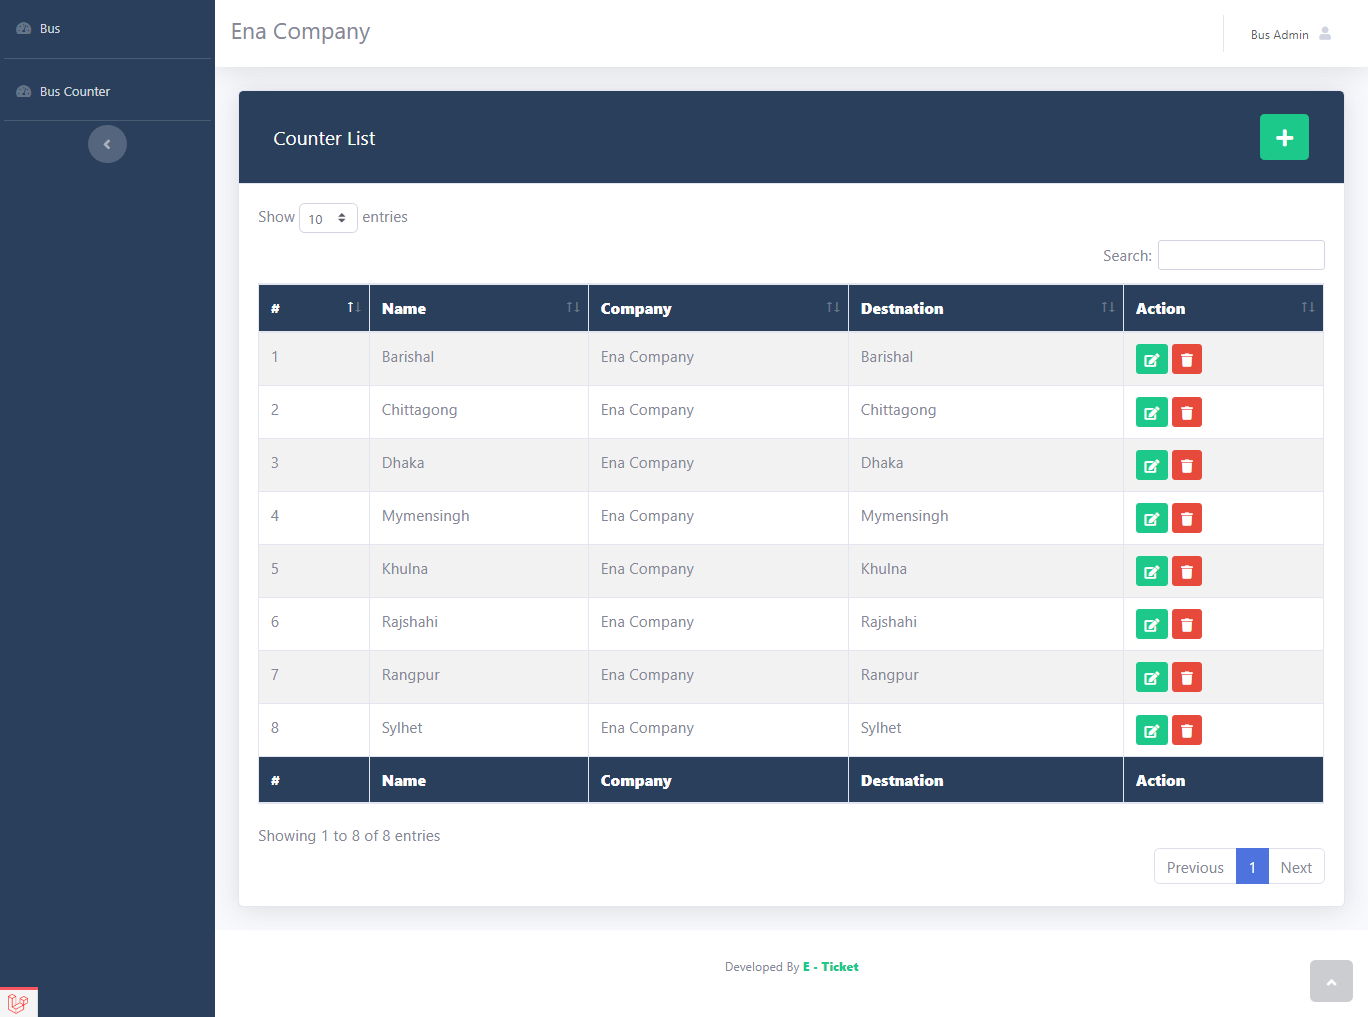 Bus
Ena Company
Bus Admin
Bus Counter
Counter List
Show 10 entries
Search:
# Name Company Destnation Action
1 Barishal Ena Company Barishal
2 Chittagong Ena Company Chittagong
3 Dhaka Ena Company Dhaka
4 Mymensingh Ena Company Mymensingh
5 Khulna Ena Company Khulna
6 Rajshahi Ena Company Rajshahi
7 Rangpur Ena Company Rangpur
8 Sylhet Ena Company Sylhet
# Name Company Destnation Action
Showing 1 to 8 of 8 entries
Previous 1 Next
Developed By E - Ticket